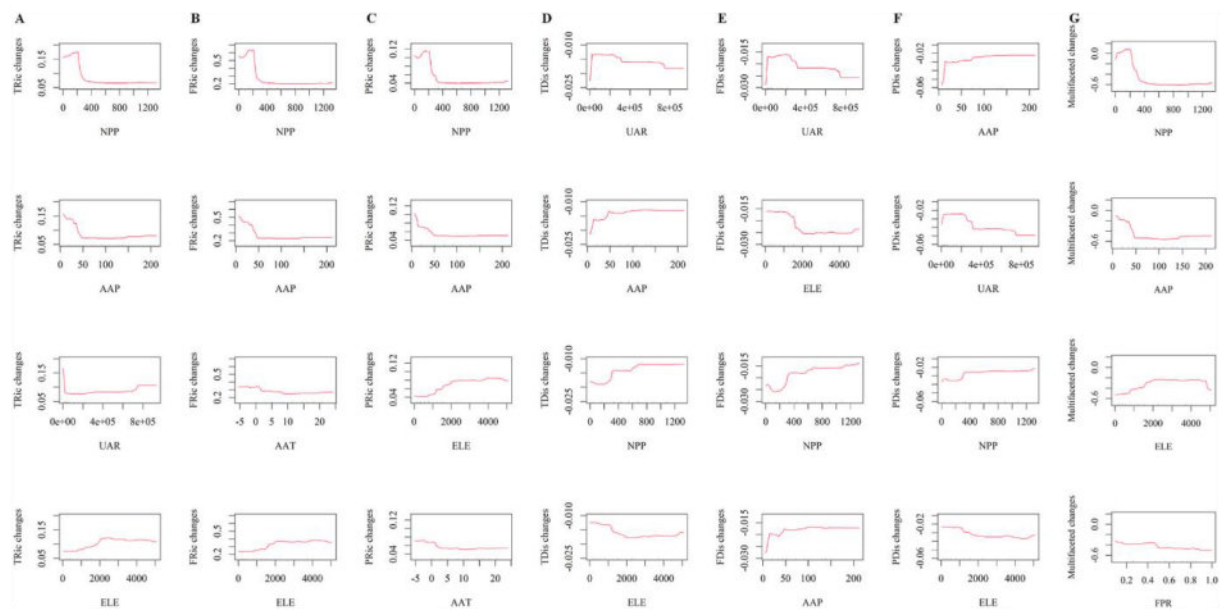 A B C D E F G
TRic changes 0.05 0.15 0 400 800 1200 NPP
FRic changes 0.2 0.5 0 400 800 1200 NPP
PRic changes 0.04 0.12 0 400 800 1200 NPP
TDis changes -0.025 -0.010 0e+00 4e+05 8e+05 UAR
FDis changes -0.030 -0.015 0e+00 4e+05 8e+05 UAR
PDis changes -0.06 -0.02 0 50 100 200 AAP
Multifaceted changes -0.6 0.0 0 400 800 1200 NPP
TRic changes 0.05 0.15 0 50 100 150 200 AAP
FRic changes 0.2 0.5 0 50 100 200 AAP
PRic changes 0.04 0.12 0 50 100 200 AAP
TDis changes -0.025 -0.010 0 50 100 200 AAP
FDis changes -0.030 -0.015 0 2000 4000 ELE
PDis changes -0.06 -0.02 0e+00 4e+05 8e+05 UAR
Multifaceted changes -0.6 0.0 0 50 100 150 200 AAP
TRic changes 0.05 0.15 0e+00 4e+05 8e+05 UAR
FRic changes 0.2 0.5 -5 0 5 10 20 AAT
PRic changes 0.04 0.12 0 2000 4000 ELE
TDis changes -0.025 -0.010 0 400 800 1200 NPP
FDis changes -0.030 -0.015 0 400 800 1200 NPP
PDis changes -0.06 -0.02 0 400 800 1200 NPP
Multifaceted changes -0.6 0.0 0 2000 4000 ELE
TRic changes 0.05 0.15 0 2000 4000 ELE
FRic changes 0.2 0.5 0 2000 4000 ELE
PRic changes 0.04 0.12 -5 0 5 10 20 AAT
TDis changes -0.025 -0.010 0 2000 4000 ELE
FDis changes -0.030 -0.015 0 50 100 200 AAP
PDis changes -0.06 -0.02 0 2000 4000 ELE
Multifaceted changes -0.6 0.0 0.2 0.4 0.6 0.8 1.0 FPR